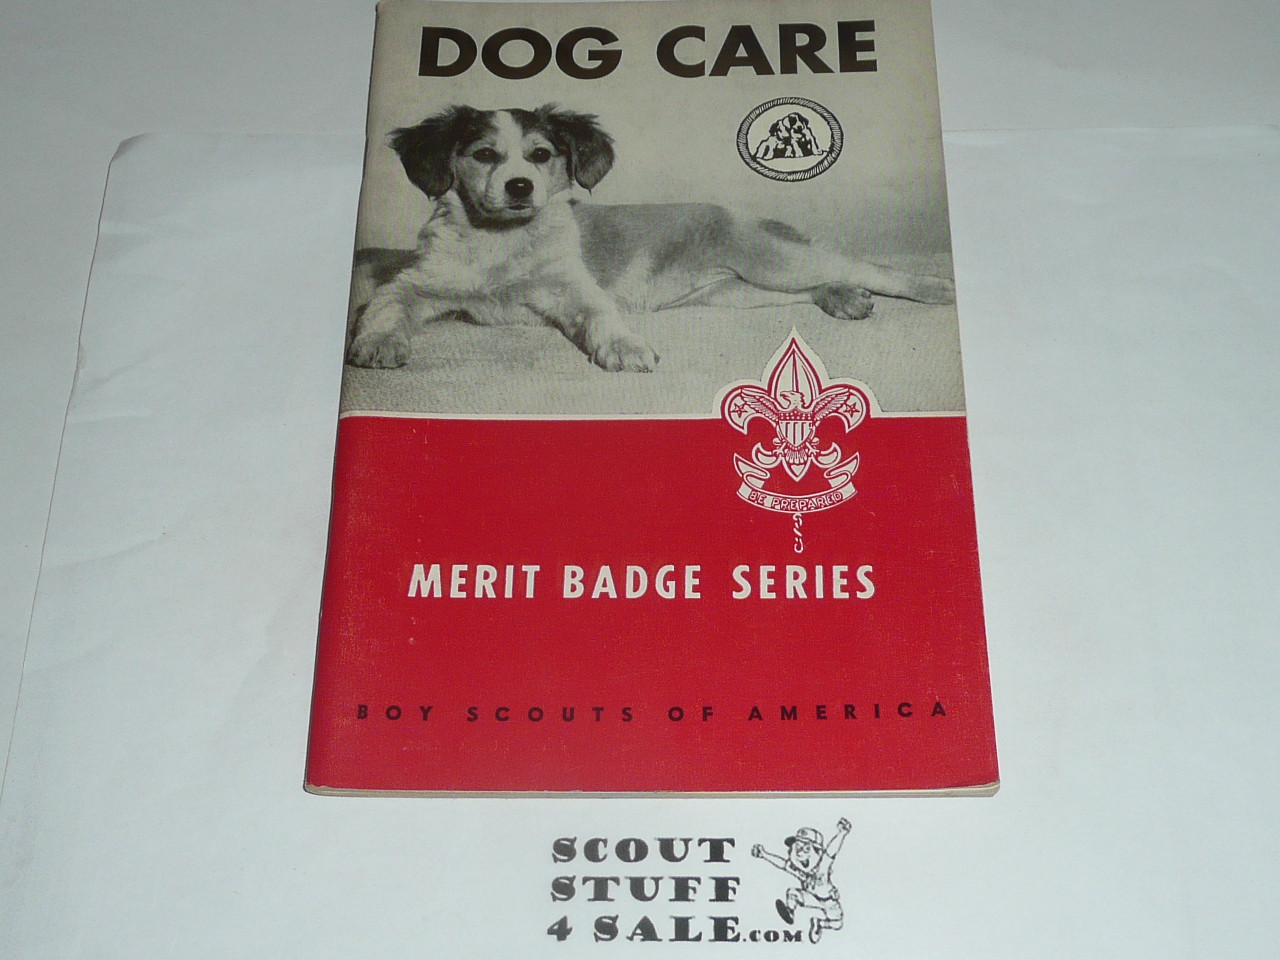 DOG CARE
BE PREPARED
MERIT BADGE SERIES
BOY SCOUTS OF AMERICA
SCOUT
STUFF
4 SALE.COM